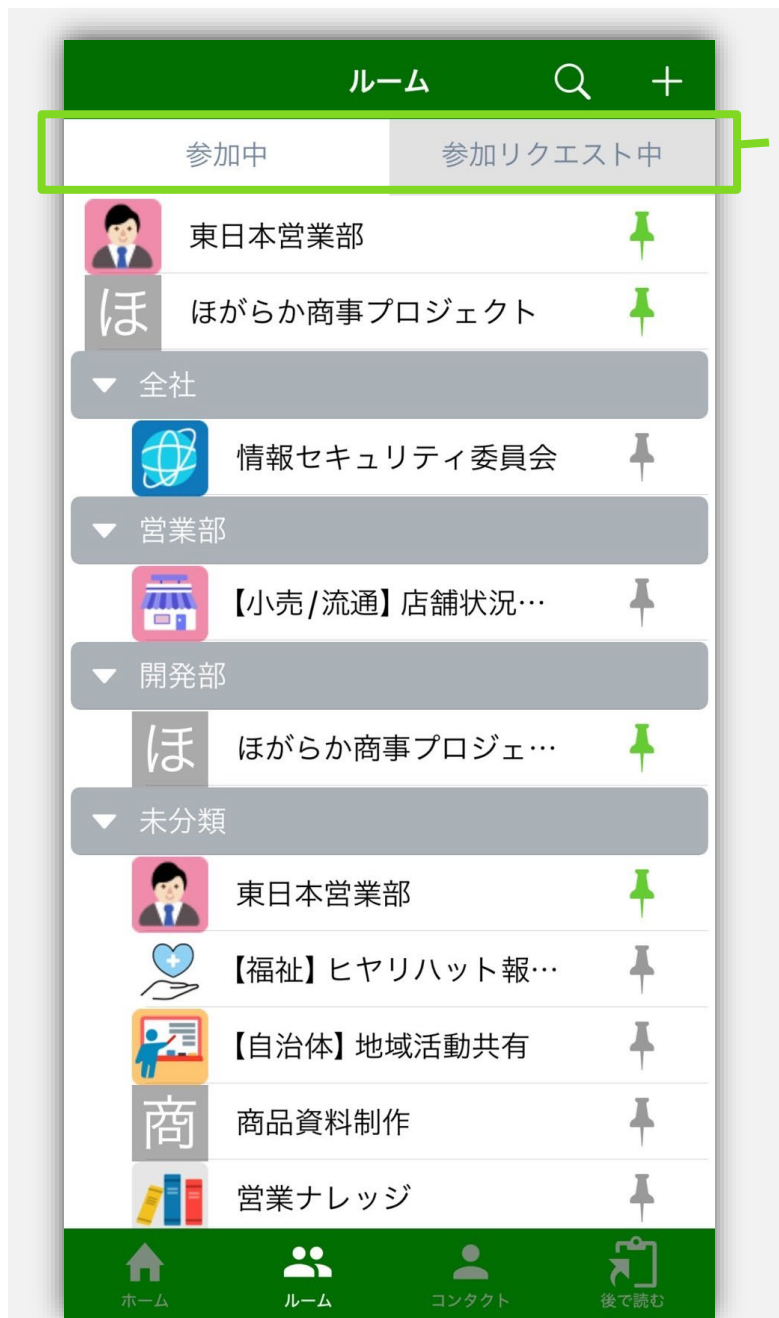 ルーム
参加中 参加リクエスト中
東日本営業部
ほ ほがらか商事プロジェクト
全社
情報セキュリティ委員会
営業部
【小売/流通】店舗状況…
開発部
ほ ほがらか商事プロジェ…
未分類
東日本営業部
【福祉】ヒヤリハット報…
【自治体】地域活動共有
商 商品資料制作
営業ナレッジ
ホーム ルーム コンタクト 後で読む